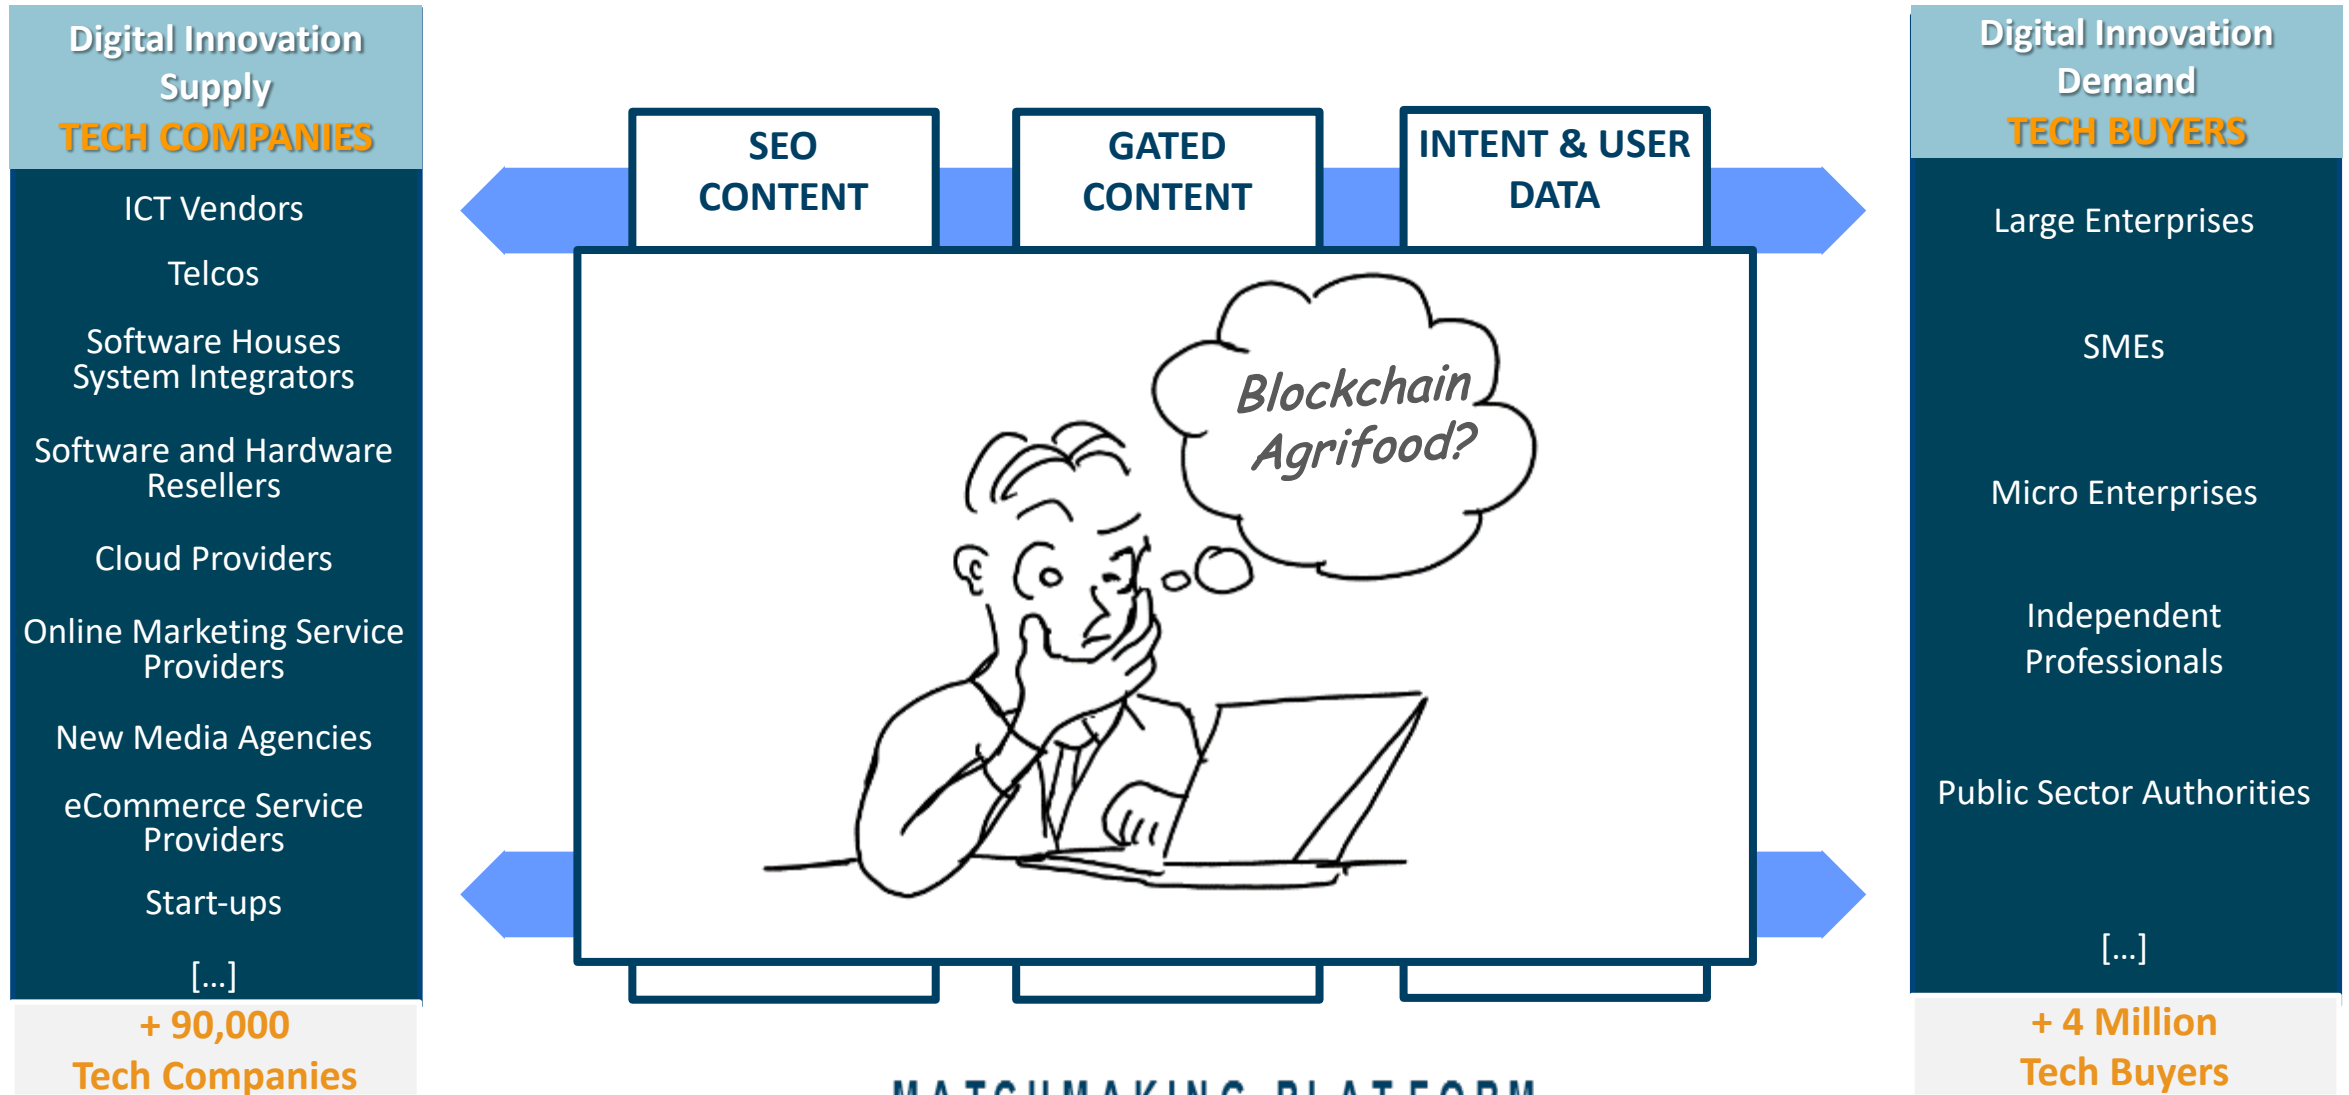 Digital Innovation
Supply
TECH COMPANIES
ICT Vendors
Telcos
Software Houses
System Integrators
Software and Hardware
Resellers
Cloud Providers
Online Marketing Service
Providers
New Media Agencies
eCommerce Service
Providers
Start-ups
[...]
+ 90,000
Tech Companies
SEO
CONTENT
GATED
CONTENT
INTENT & USER
DATA
Blockchain
Agrifood?
MATCHMAKING PLATFORM
Digital Innovation
Demand
TECH BUYERS
Large Enterprises
SMEs
Micro Enterprises
Independent
Professionals
Public Sector Authorities
[...]
+ 4 Million
Tech Buyers